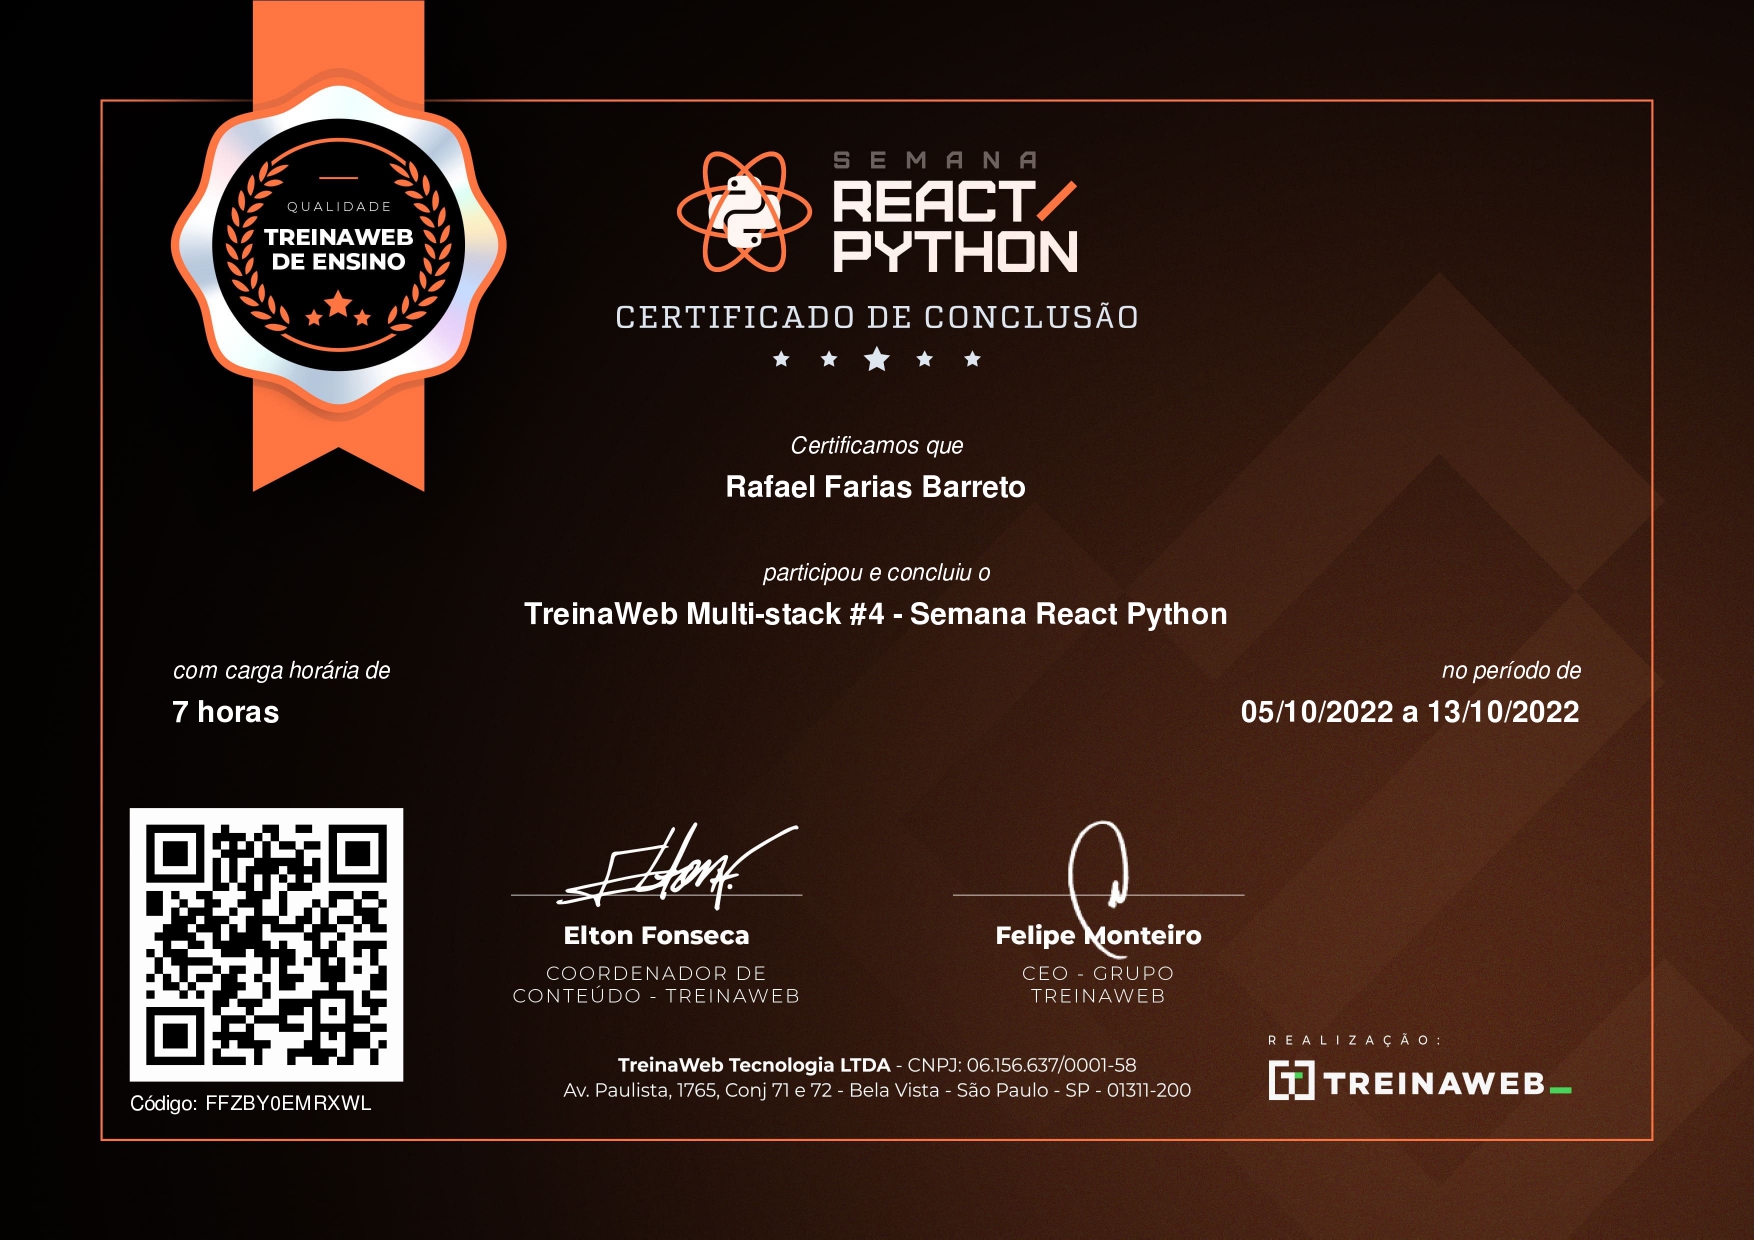 QUALIDADE
TREINAWEB
DE ENSINO
SEMANA
REACT/
PYTHON
CERTIFICADO DE CONCLUSÃO
Certificamos que
Rafael Farias Barreto
participou e concluiu o
TreinaWeb Multi-stack #4 - Semana React Python
com carga horária de
7 horas
no período de
05/10/2022 a 13/10/2022
Elton
Elton Fonseca
COORDENADOR DE
CONTEÚDO - TREINAWEB
Felipe Monteiro
CEO - GRUPO
TREINAWEB
TreinaWeb Tecnologia LTDA - CNPJ: 06.156.637/0001-58
Av. Paulista, 1765, Conj 71 e 72 - Bela Vista - São Paulo - SP - 01311-200
Código: FFZBY0EMRXWL
REALIZAÇÃO:
TREINAWEB